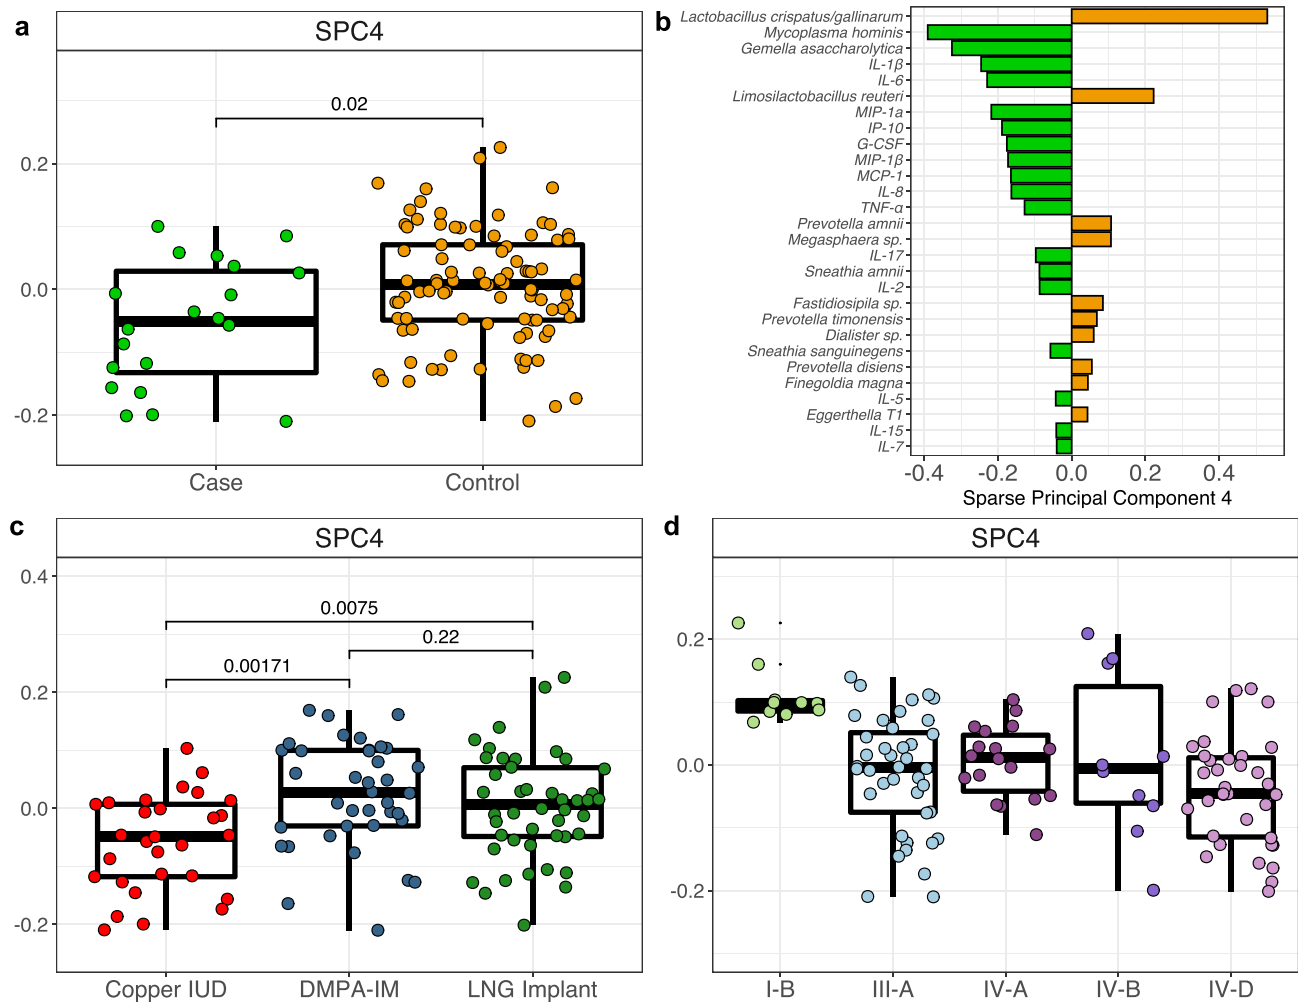 a
SPC4
0.02
0.2
0.0
-0.2
Case
Control
b
Lactobacillus crispatus/gallinarum
Mycoplasma hominis
Gemella asaccharolytica
IL-1β
IL-6
Limosilactobacillus reuteri
MIP-1a
IP-10
G-CSF
MIP-1β
MCP-1
IL-8
TNF-α
Prevotella amnii
Megasphaera sp.
IL-17
Sneathia amnii
IL-2
Fastidiosipila sp.
Prevotella timonensis
Dialister sp.
Sneathia sanguinegens
Prevotella disiens
Finegoldia magna
IL-5
Eggerthella T1
IL-15
IL-7
-0.4 -0.2 0.0 0.2 0.4
Sparse Principal Component 4
c
SPC4
0.4
0.0075
0.22
0.00171
0.2
0.0
-0.2
Copper IUD
DMPA-IM
LNG Implant
d
SPC4
0.2
0.0
-0.2
I-B
III-A
IV-A
IV-B
IV-D